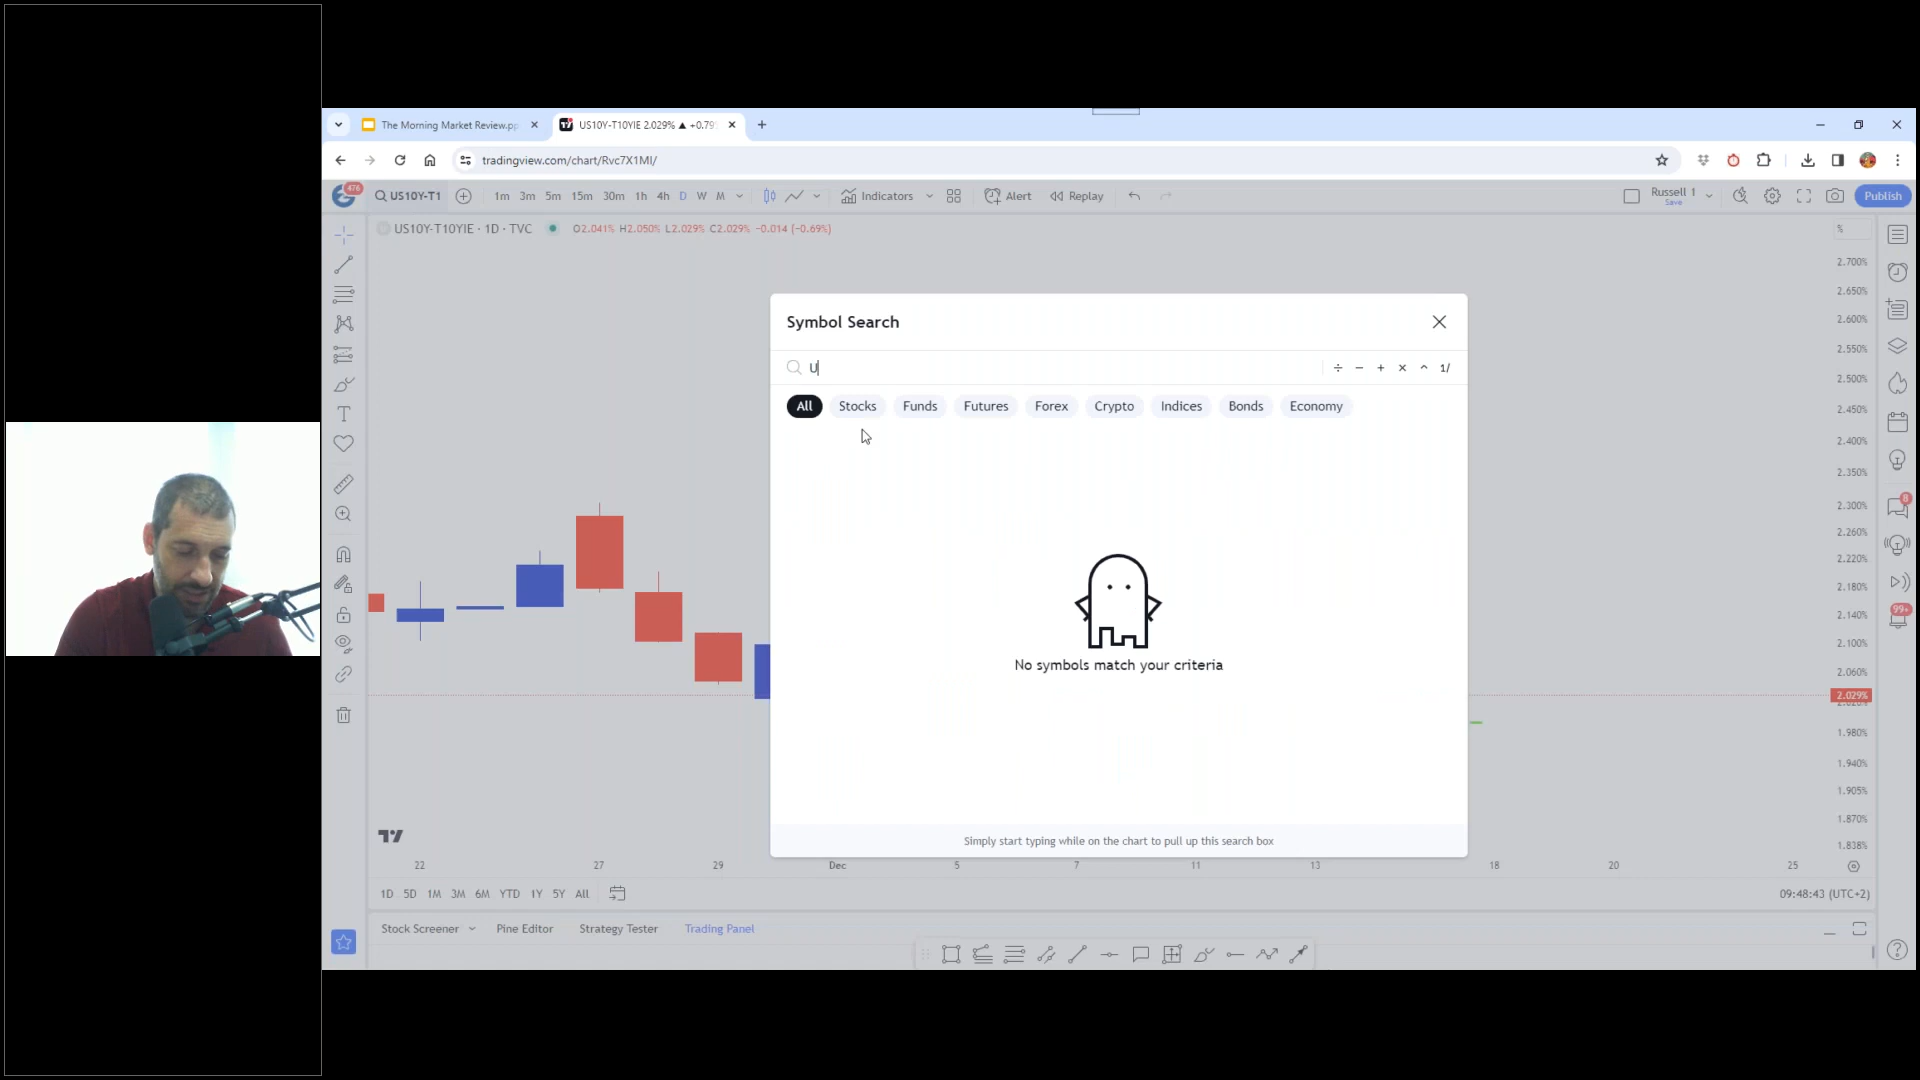 The Morning Market Review.pp
US10Y-T10YIE 2.029% ▲ +0.79
tradingview.com/chart/Rvc7X1MI/
476
US10Y-T1
1m 3m 5m 15m 30m 1h 4h D W M
Indicators
Alert
Replay
Russell 1
Save
Publish
US10Y-T10YIE · 1D · TVC
O2.041% H2.050% L2.029% C2.029% −0.014 (−0.69%)
%
2.700%
2.650%
2.600%
2.550%
2.500%
2.450%
2.400%
2.350%
2.300%
2.260%
2.220%
2.180%
2.140%
2.100%
2.060%
2.029%
1.980%
1.940%
1.905%
1.870%
1.838%
8
99+
Symbol Search
U
÷ − + × ^ 1/
All Stocks Funds Futures Forex Crypto Indices Bonds Economy
No symbols match your criteria
Simply start typing while on the chart to pull up this search box
22 27 29 Dec 5 7 11 13 18 20 25
1D 5D 1M 3M 6M YTD 1Y 5Y All
09:48:43 (UTC+2)
Stock Screener Pine Editor Strategy Tester Trading Panel